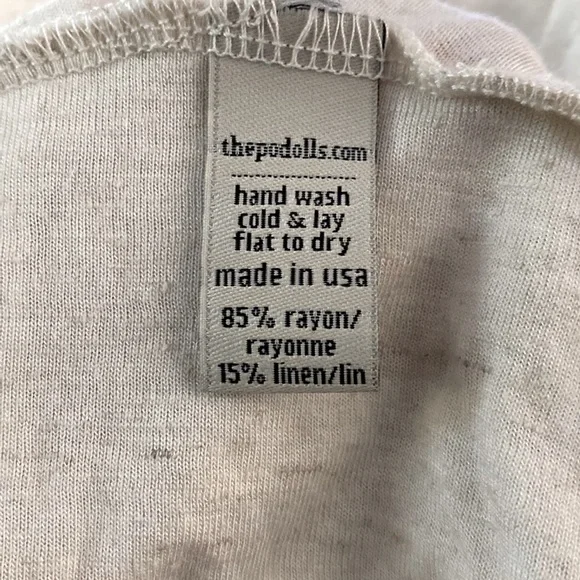 thepodolls.com
hand wash
cold & lay
flat to dry
made in usa
85% rayon/
rayonne
15% linen/lin